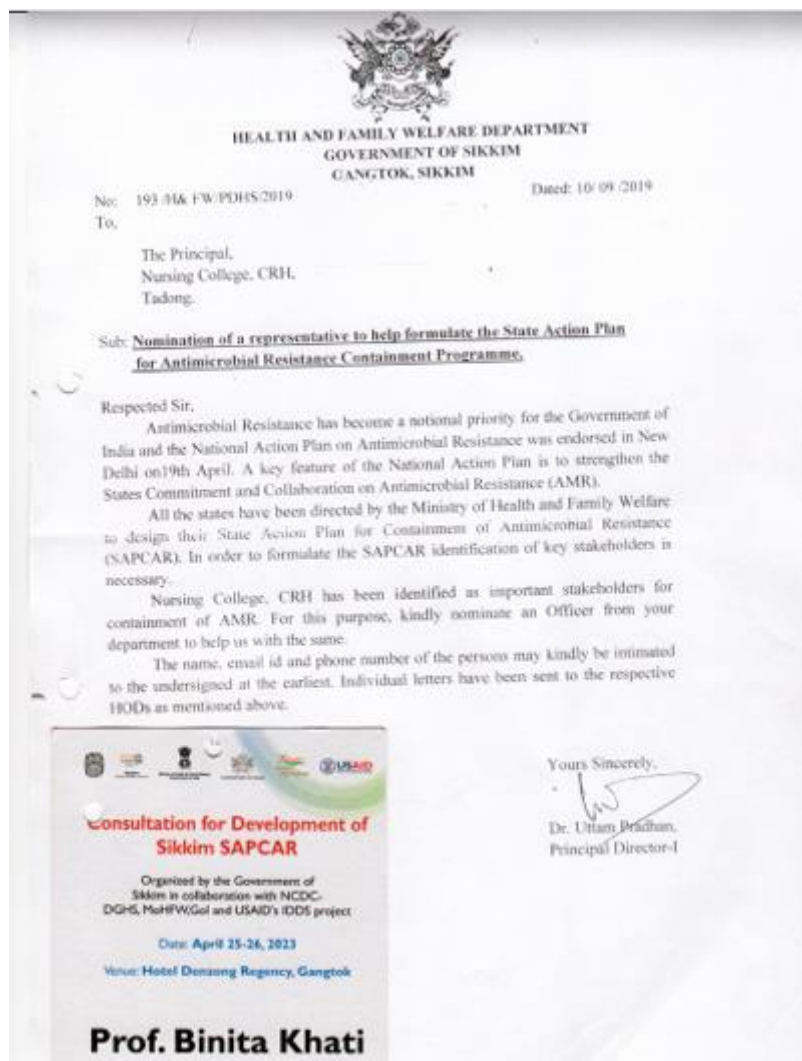 HEALTH AND FAMILY WELFARE DEPARTMENT
GOVERNMENT OF SIKKIM
GANGTOK, SIKKIM
No: 193 /H& FW/PDHS/2019
Dated: 10/ 09 /2019
To,
The Principal,
Nursing College, CRH,
Tadong.
Sub: Nomination of a representative to help formulate the State Action Plan
for Antimicrobial Resistance Containment Programme.
Respected Sir,
Antimicrobial Resistance has become a notional priority for the Government of
India and the National Action Plan on Antimicrobial Resistance was endorsed in New
Delhi on19th April. A key feature of the National Action Plan is to strengthen the
States Commitment and Collaboration on Antimicrobial Resistance (AMR).
All the states have been directed by the Ministry of Health and Family Welfare
to design their State Action Plan for Containment of Antimicrobial Resistance
(SAPCAR). In order to formulate the SAPCAR identification of key stakeholders is
necessary.
Nursing College, CRH has been identified as important stakeholders for
containment of AMR. For this purpose, kindly nominate an Officer from your
department to help us with the same.
The name, email id and phone number of the persons may kindly be intimated
to the undersigned at the earliest. Individual letters have been sent to the respective
HODs as mentioned above.
Yours Sincerely,
Dr. Uttam Pradhan,
Principal Director-I
USAID
Consultation for Development of
Sikkim SAPCAR
Organized by the Government of
Sikkim in collaboration with NCDC-
DGHS, MoHFW,GoI and USAID's IDDS project
Date: April 25-26, 2023
Venue: Hotel Denzong Regency, Gangtok
Prof. Binita Khati